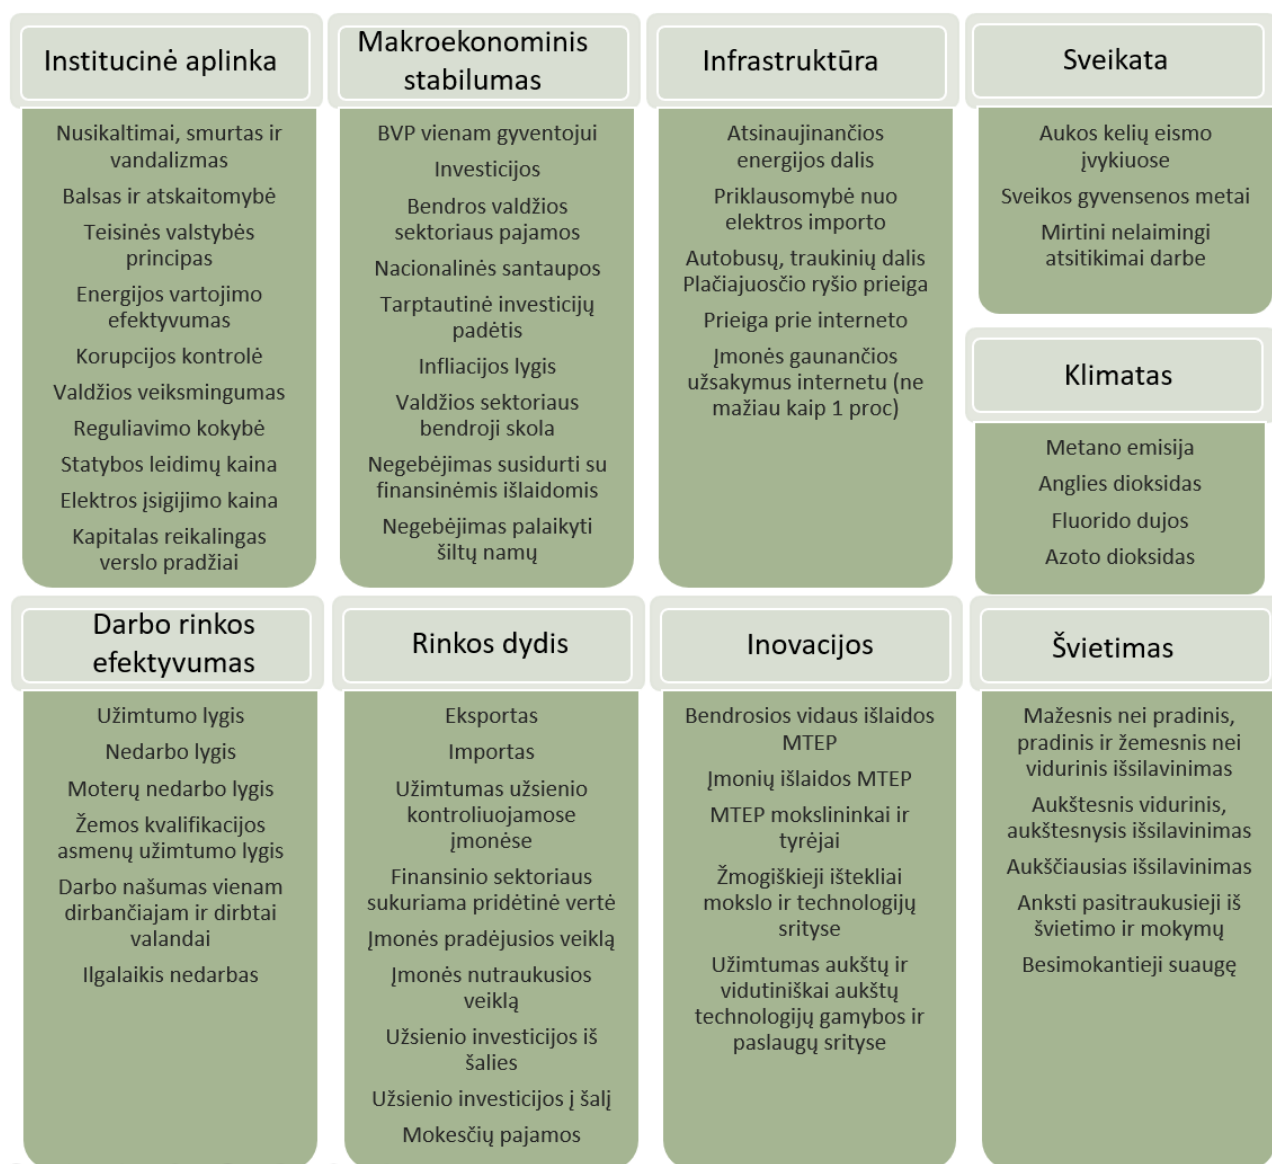 Institucinė aplinka
Nusikaltimai, smurtas ir
vandalizmas
Balsas ir atskaitomybė
Teisinės valstybės
principas
Energijos vartojimo
efektyvumas
Korupcijos kontrolė
Valdžios veiksmingumas
Reguliavimo kokybė
Statybos leidimų kaina
Elektros įsigijimo kaina
Kapitalas reikalingas
verslo pradžiai
Makroekonominis
stabilumas
BVP vienam gyventojui
Investicijos
Bendros valdžios
sektoriaus pajamos
Nacionalinės santaupos
Tarptautinė investicijų
padėtis
Infliacijos lygis
Valdžios sektoriaus
bendroji skola
Negebėjimas susidurti su
finansinėmis išlaidomis
Negebėjimas palaikyti
šiltų namų
Infrastruktūra
Atsinaujinančios
energijos dalis
Priklausomybė nuo
elektros importo
Autobusų, traukinių dalis
Plačiajuosčio ryšio prieiga
Prieiga prie interneto
Įmonės gaunančios
užsakymus internetu (ne
mažiau kaip 1 proc)
Sveikata
Aukos kelių eismo
įvykiuose
Sveikos gyvensenos metai
Mirtini nelaimingi
atsitikimai darbe
Klimatas
Metano emisija
Anglies dioksidas
Fluorido dujos
Azoto dioksidas
Darbo rinkos
efektyvumas
Užimtumo lygis
Nedarbo lygis
Moterų nedarbo lygis
Žemos kvalifikacijos
asmenų užimtumo lygis
Darbo našumas vienam
dirbančiajam ir dirbtai
valandai
Ilgalaikis nedarbas
Rinkos dydis
Eksportas
Importas
Užimtumas užsienio
kontroliuojamose
įmonėse
Finansinio sektoriaus
sukuriama pridėtinė vertė
Įmonės pradėjusios veiklą
Įmonės nutraukusios
veiklą
Užsienio investicijos iš
šalies
Užsienio investicijos į šalį
Mokesčių pajamos
Inovacijos
Bendrosios vidaus išlaidos
MTEP
Įmonių išlaidos MTEP
MTEP mokslininkai ir
tyrėjai
Žmogiškieji ištekliai
mokslo ir technologijų
srityse
Užimtumas aukštų ir
vidutiniškai aukštų
technologijų gamybos ir
paslaugų srityse
Švietimas
Mažesnis nei pradinis,
pradinis ir žemesnis nei
vidurinis išsilavinimas
Aukštesnis vidurinis,
aukštesnysis išsilavinimas
Aukščiausias išsilavinimas
Anksti pasitraukusieji iš
švietimo ir mokymų
Besimokantieji suaugę